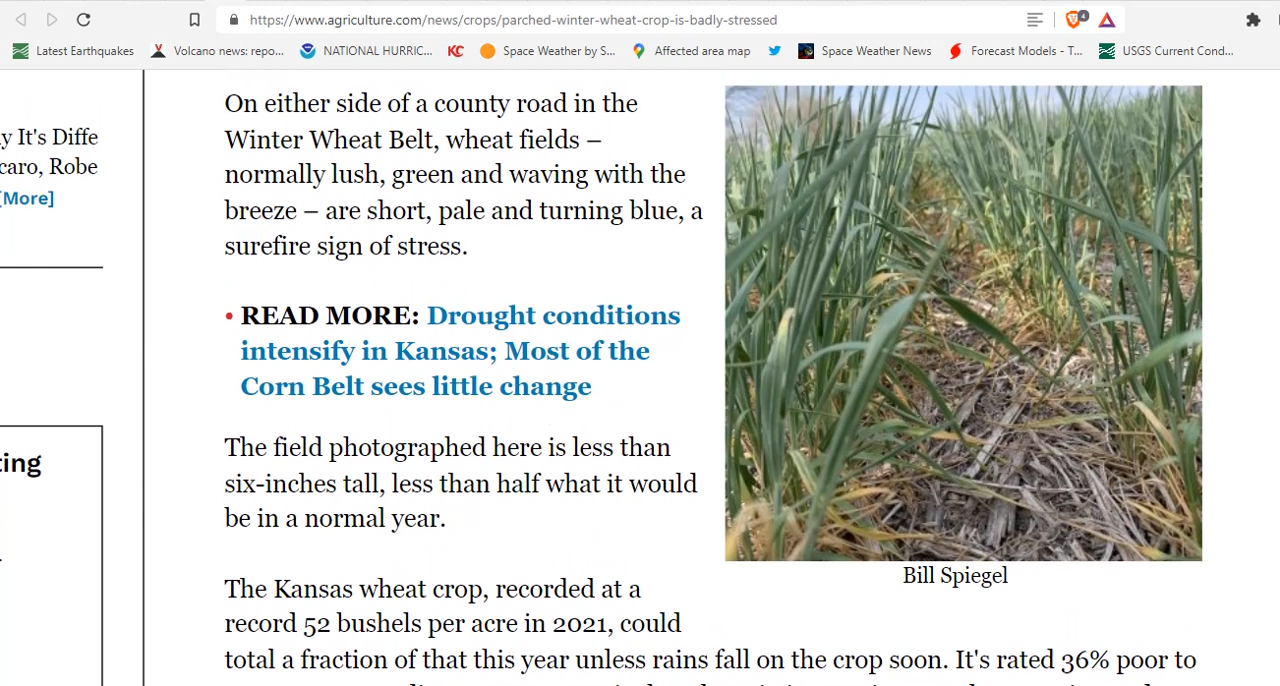 https://www.agriculture.com/news/crops/parched-winter-wheat-crop-is-badly-stressed
4
Latest Earthquakes
Volcano news: repo...
NATIONAL HURRIC...
KC
Space Weather by S...
Affected area map
Space Weather News
Forecast Models - T...
USGS Current Cond...
y It's Diffe
caro, Robe
[More]
ting
On either side of a county road in the
Winter Wheat Belt, wheat fields –
normally lush, green and waving with the
breeze – are short, pale and turning blue, a
surefire sign of stress.
• READ MORE: Drought conditions
intensify in Kansas; Most of the
Corn Belt sees little change
The field photographed here is less than
six-inches tall, less than half what it would
be in a normal year.
Bill Spiegel
The Kansas wheat crop, recorded at a
record 52 bushels per acre in 2021, could
total a fraction of that this year unless rains fall on the crop soon. It's rated 36% poor to